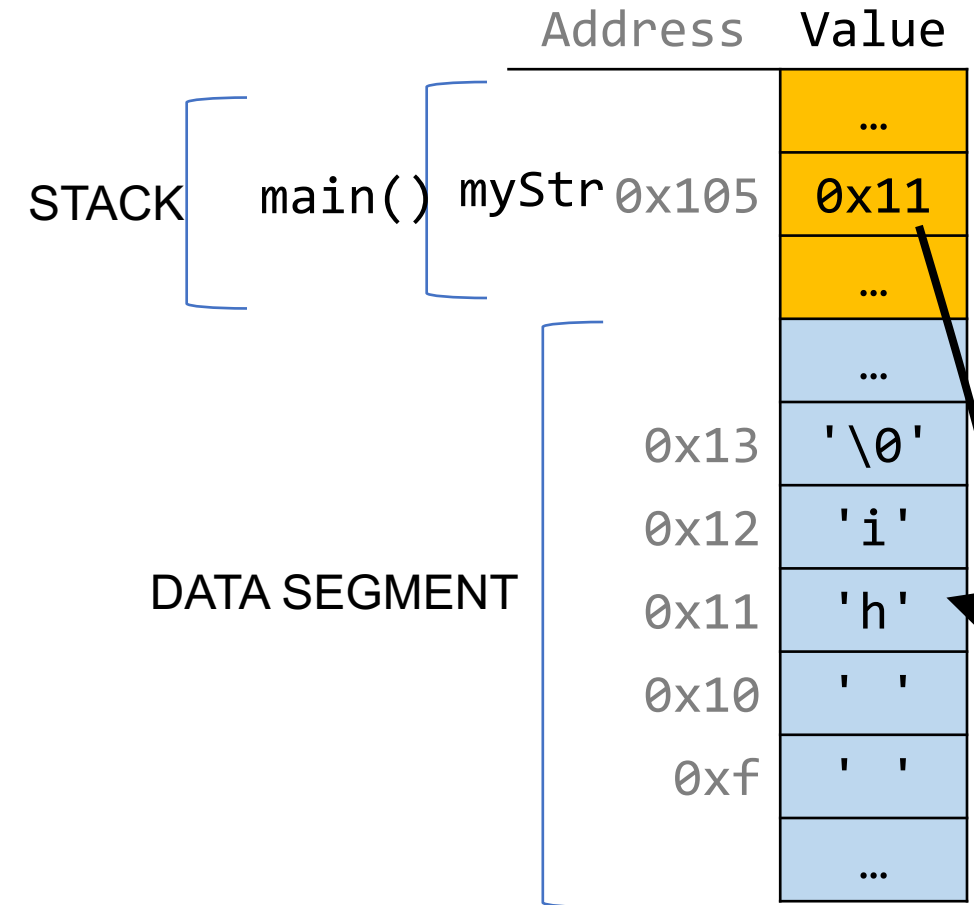 Address Value
…
STACK main() myStr 0x105 0x11
…
…
0x13 '\0'
0x12 'i'
DATA SEGMENT 0x11 'h'
0x10 ' '
0xf ' '
…